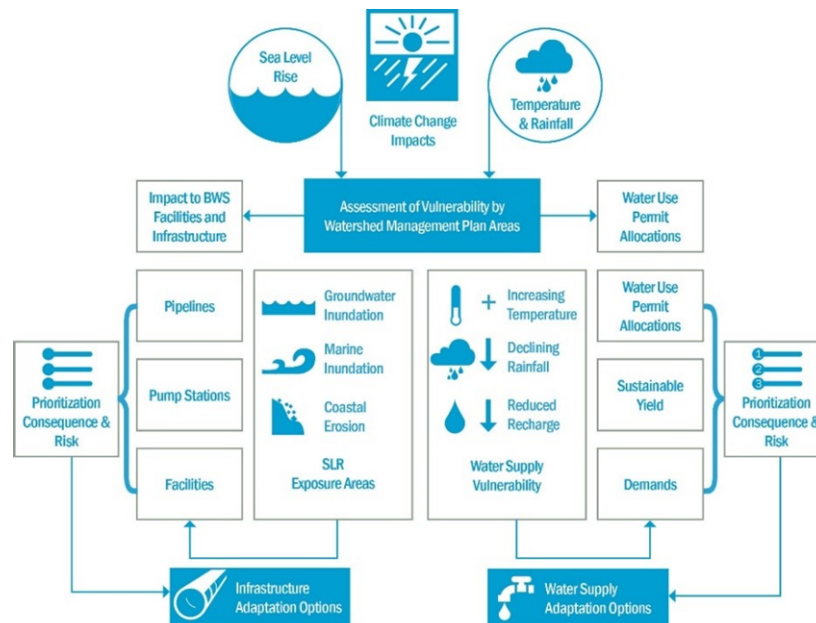 Sea Level
Rise
Climate Change
Impacts
Temperature
& Rainfall
Impact to BWS
Facilities and
Infrastructure
Assessment of Vulnerability by
Watershed Management Plan Areas
Water Use
Permit
Allocations
Prioritization
Consequence &
Risk
Pipelines
Pump Stations
Facilities
Groundwater
Inundation
Marine
Inundation
Coastal
Erosion
SLR
Exposure Areas
+ Increasing
Temperature
Declining
Rainfall
Reduced
Recharge
Water Supply
Vulnerability
Water Use
Permit
Allocations
Sustainable
Yield
Demands
1
2
3
Prioritization
Consequence &
Risk
Infrastructure
Adaptation Options
Water Supply
Adaptation Options